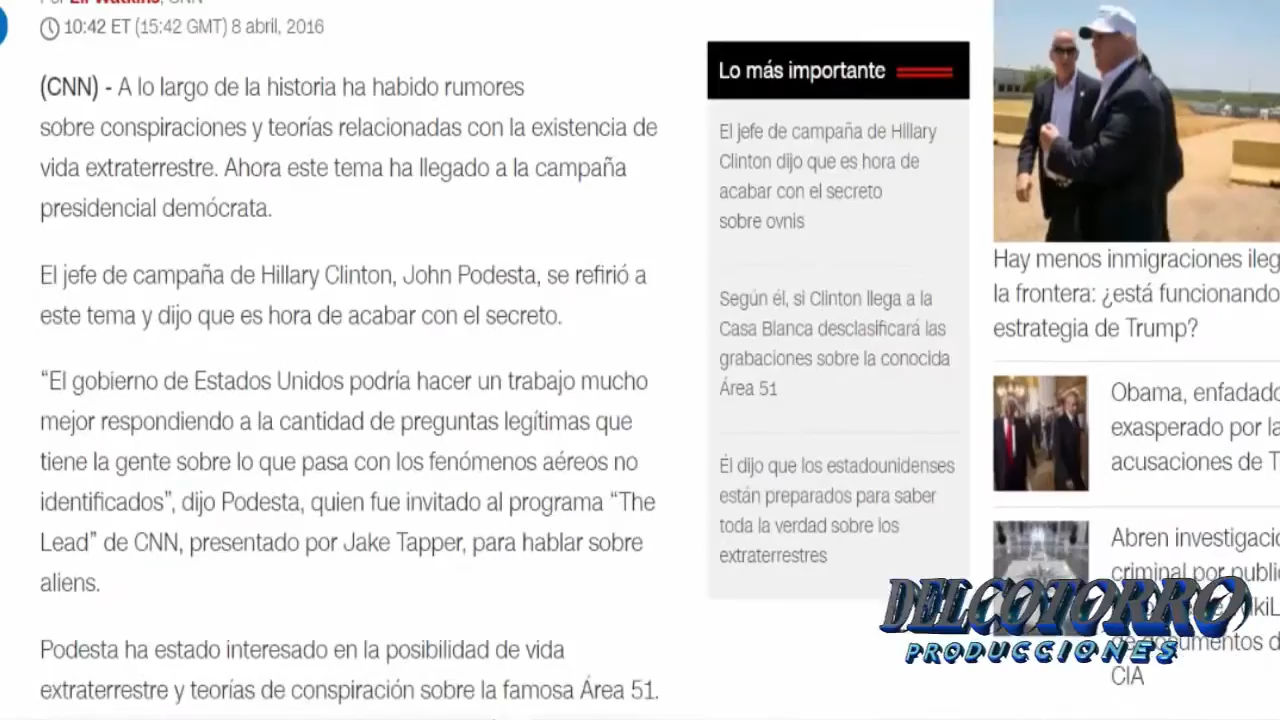 10:42 ET (15:42 GMT) 8 abril, 2016
(CNN) - A lo largo de la historia ha habido rumores
sobre conspiraciones y teorías relacionadas con la existencia de
vida extraterrestre. Ahora este tema ha llegado a la campaña
presidencial demócrata.
El jefe de campaña de Hillary Clinton, John Podesta, se refirió a
este tema y dijo que es hora de acabar con el secreto.
“El gobierno de Estados Unidos podría hacer un trabajo mucho
mejor respondiendo a la cantidad de preguntas legítimas que
tiene la gente sobre lo que pasa con los fenómenos aéreos no
identificados”, dijo Podesta, quien fue invitado al programa “The
Lead” de CNN, presentado por Jake Tapper, para hablar sobre
aliens.
Podesta ha estado interesado en la posibilidad de vida
extraterrestre y teorías de conspiración sobre la famosa Área 51.
Lo más importante
El jefe de campaña de Hillary
Clinton dijo que es hora de
acabar con el secreto
sobre ovnis
Según él, si Clinton llega a la
Casa Blanca desclasificará las
grabaciones sobre la conocida
Área 51
Él dijo que los estadounidenses
están preparados para saber
toda la verdad sobre los
extraterrestres
Hay menos inmigraciones ileg
la frontera: ¿está funcionando
estrategia de Trump?
Obama, enfadado
exasperado por la
acusaciones de T
Abren investigació
criminal por public
de documentos d
CIA
DELCOTORRO
PRODUCCIONES